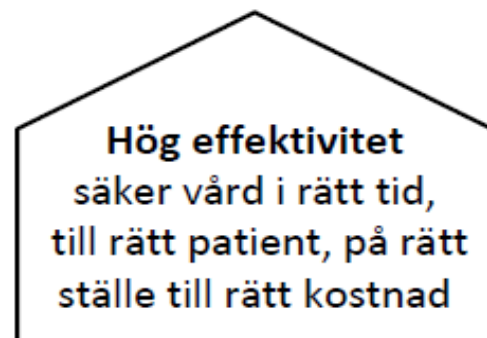 Hög effektivitet
säker vård i rätt tid,
till rätt patient, på rätt
ställe till rätt kostnad